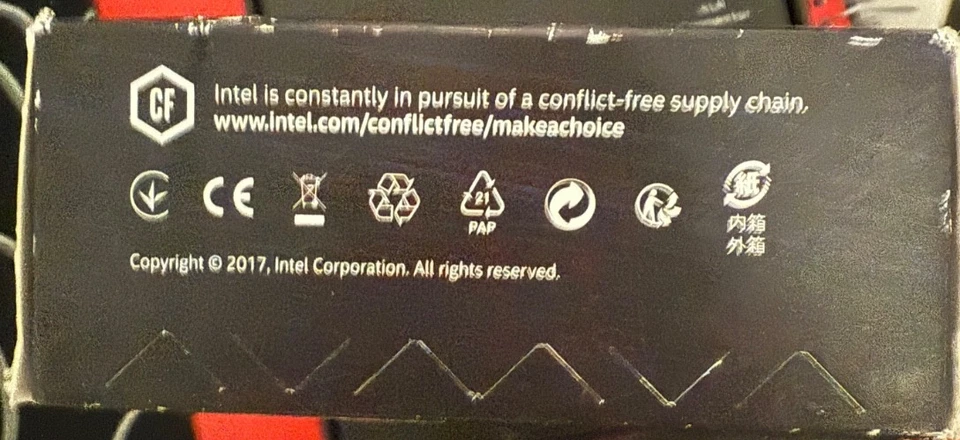 CF
Intel is constantly in pursuit of a conflict-free supply chain.
www.intel.com/conflictfree/makeachoice
CE
21
PAP
紙
内箱
外箱
Copyright © 2017, Intel Corporation. All rights reserved.